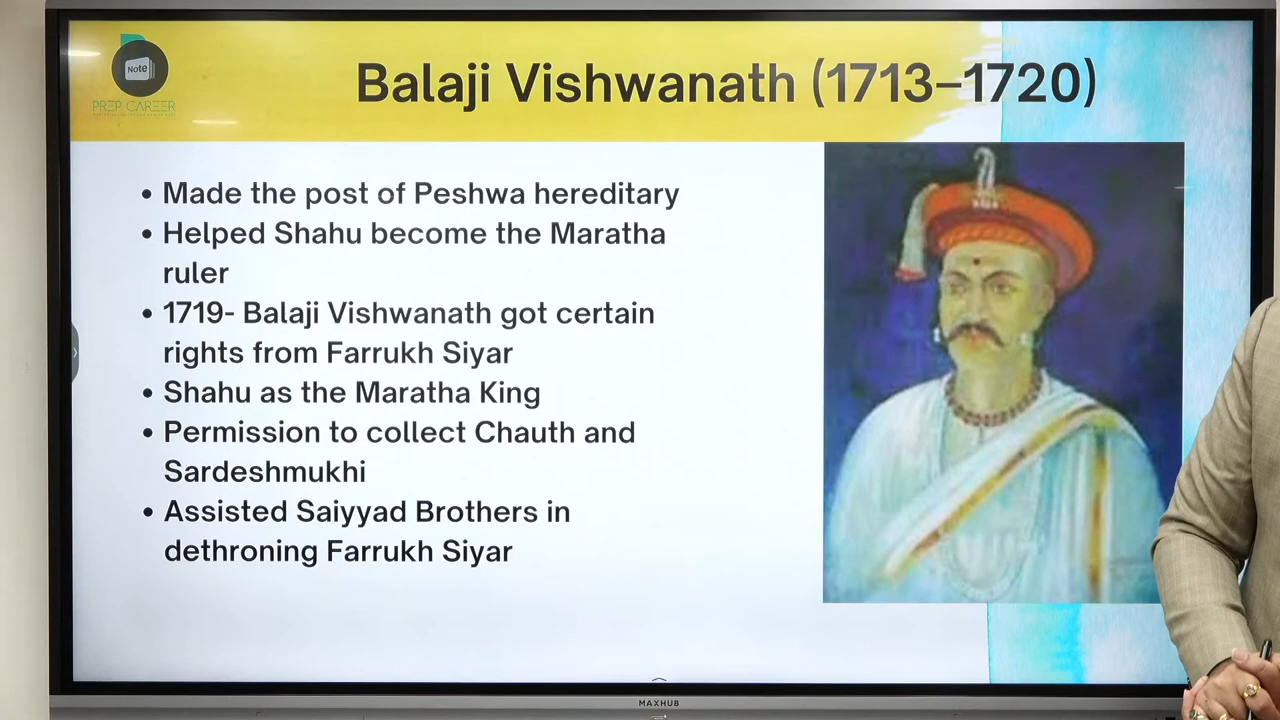 Note
PREP CAREER
Balaji Vishwanath (1713–1720)
• Made the post of Peshwa hereditary
• Helped Shahu become the Maratha
ruler
• 1719- Balaji Vishwanath got certain
rights from Farrukh Siyar
• Shahu as the Maratha King
• Permission to collect Chauth and
Sardeshmukhi
• Assisted Saiyyad Brothers in
dethroning Farrukh Siyar
MAXHUB